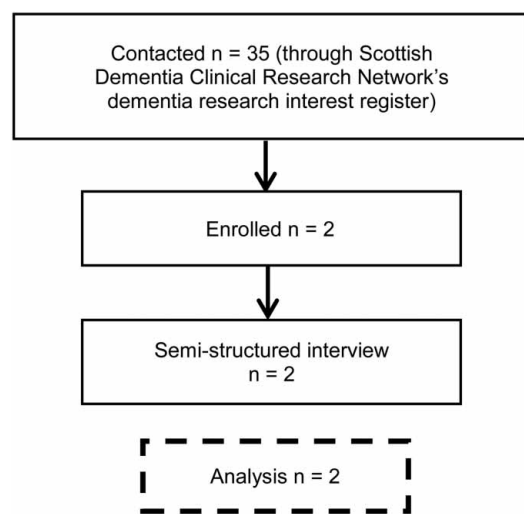 Contacted n = 35 (through Scottish
Dementia Clinical Research Network's
dementia research interest register)
Enrolled n = 2
Semi-structured interview
n = 2
Analysis n = 2